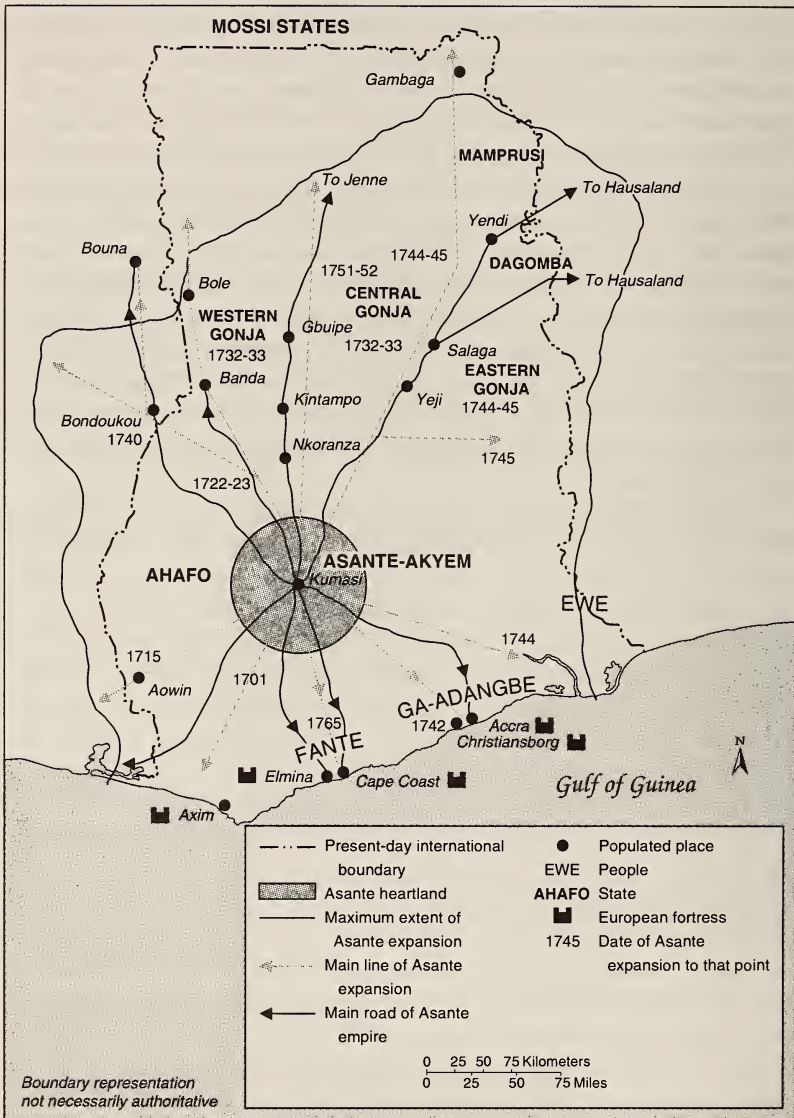 MOSSI STATES
Gambaga
MAMPRUSI
To Jenne
To Hausaland
Yendi
Bouna
1744-45
DAGOMBA
1751-52
To Hausaland
Bole
CENTRAL
GONJA
WESTERN
GONJA
1732-33
Gbuipe
1732-33
Salaga
EASTERN
GONJA
1744-45
Banda
Yeji
Kintampo
Bondoukou
1740
Nkoranza
1745
1722-23
ASANTE-AKYEM
AHAFO
Kumasi
EWE
1744
1715
Aowin
1701
GA-ADANGBE
1765
1742
Accra
Christiansborg
FANTE
N
Elmina
Cape Coast
Gulf of Guinea
Axim
Present-day international
boundary
Asante heartland
Maximum extent of
Asante expansion
Main line of Asante
expansion
Main road of Asante
empire
Populated place
EWE People
AHAFO State
European fortress
1745 Date of Asante
expansion to that point
0 25 50 75 Kilometers
0 25 50 75 Miles
Boundary representation
not necessarily authoritative